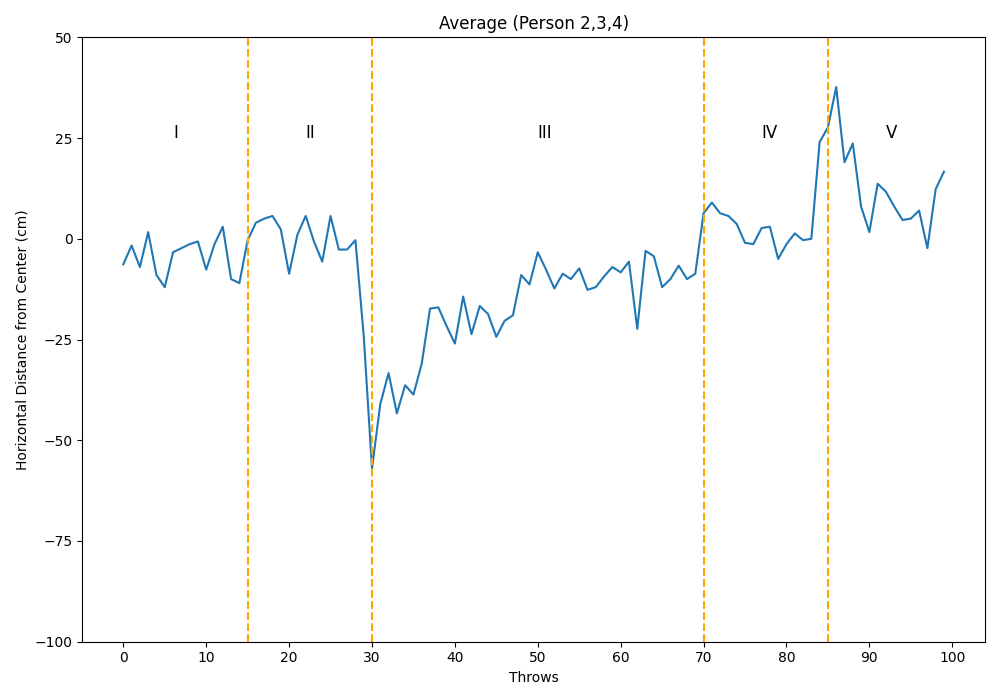 Average (Person 2,3,4)
50
25
0
−25
−50
−75
−100
Horizontal Distance from Center (cm)
I
II
III
IV
V
0 10 20 30 40 50 60 70 80 90 100
Throws